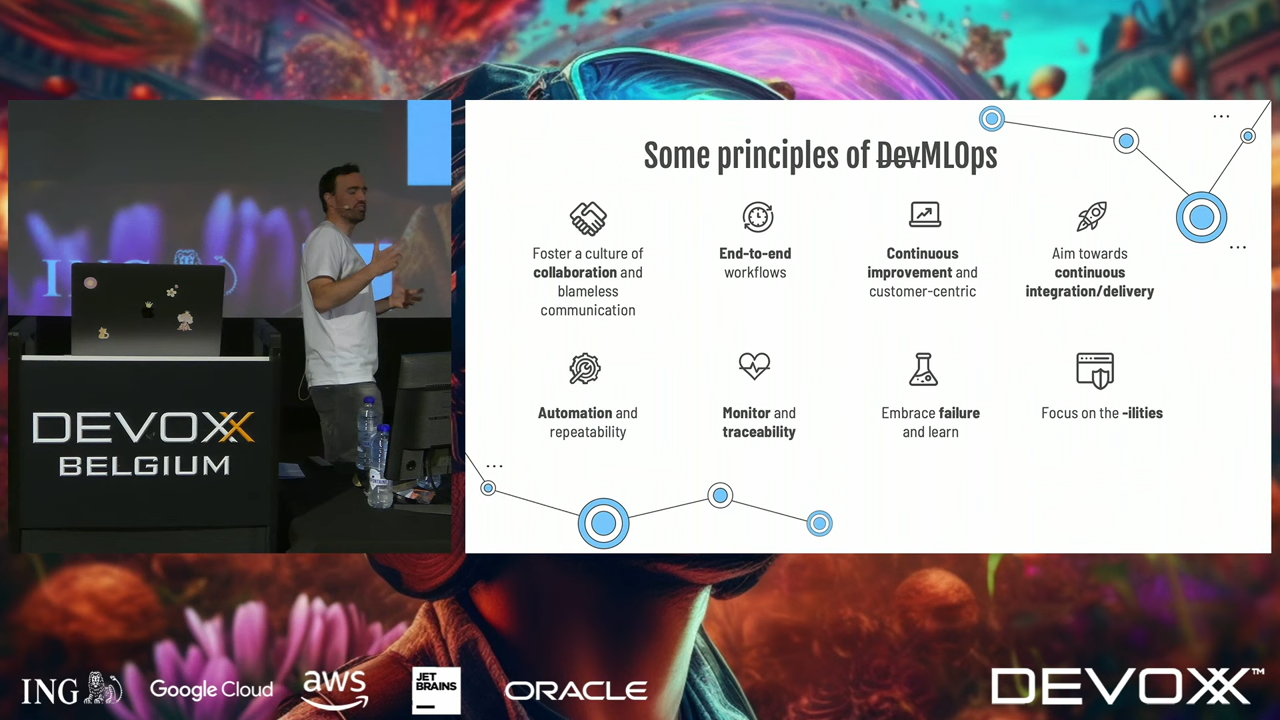 Some principles of DevMLOps
Foster a culture of
collaboration and
blameless
communication
End-to-end
workflows
Continuous
improvement and
customer-centric
Aim towards
continuous
integration/delivery
Automation and
repeatability
Monitor and
traceability
Embrace failure
and learn
Focus on the -ilities
ING
DEVOXX
BELGIUM
ING
Google Cloud
aws
JET
BRAINS
ORACLE
DEVOXX™